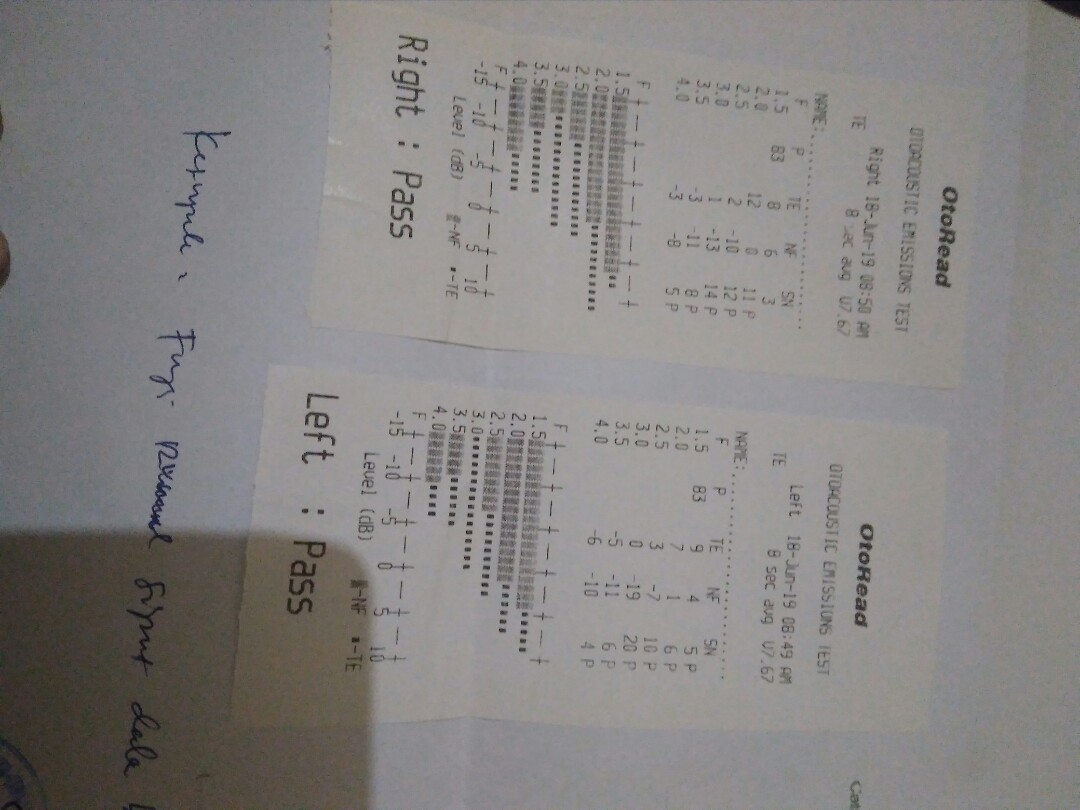 OtoRead
OTOACOUSTIC EMISSIONS TEST
Right 18-Jun-19 08:50 AM
TE 8 sec avg V7.67
NAME:
F P TE NF SN
1.5 83 8 6 3
2.0 12 0 11 P
2.5 2 -10 12 P
3.0 1 -13 14 P
3.5 -3 -11 8 P
4.0 -3 -8 5 P
F
1.5
2.0
2.5
3.0
3.5
4.0
F
-15 -10 -5 0 5 10
Level (dB) -NF -TE
Right : Pass
OtoRead
OTOACOUSTIC EMISSIONS TEST
Left 18-Jun-19 08:49 AM
TE 8 sec avg V7.67
NAME:
F P TE NF SN
1.5 83 9 4 5 P
2.0 7 1 6 P
2.5 3 -7 10 P
3.0 0 -19 20 P
3.5 -5 -11 6 P
4.0 -6 -10 4 P
F
1.5
2.0
2.5
3.0
3.5
4.0
F
-15 -10 -5 0 5 10
Level (dB) -NF -TE
Left : Pass
Cat